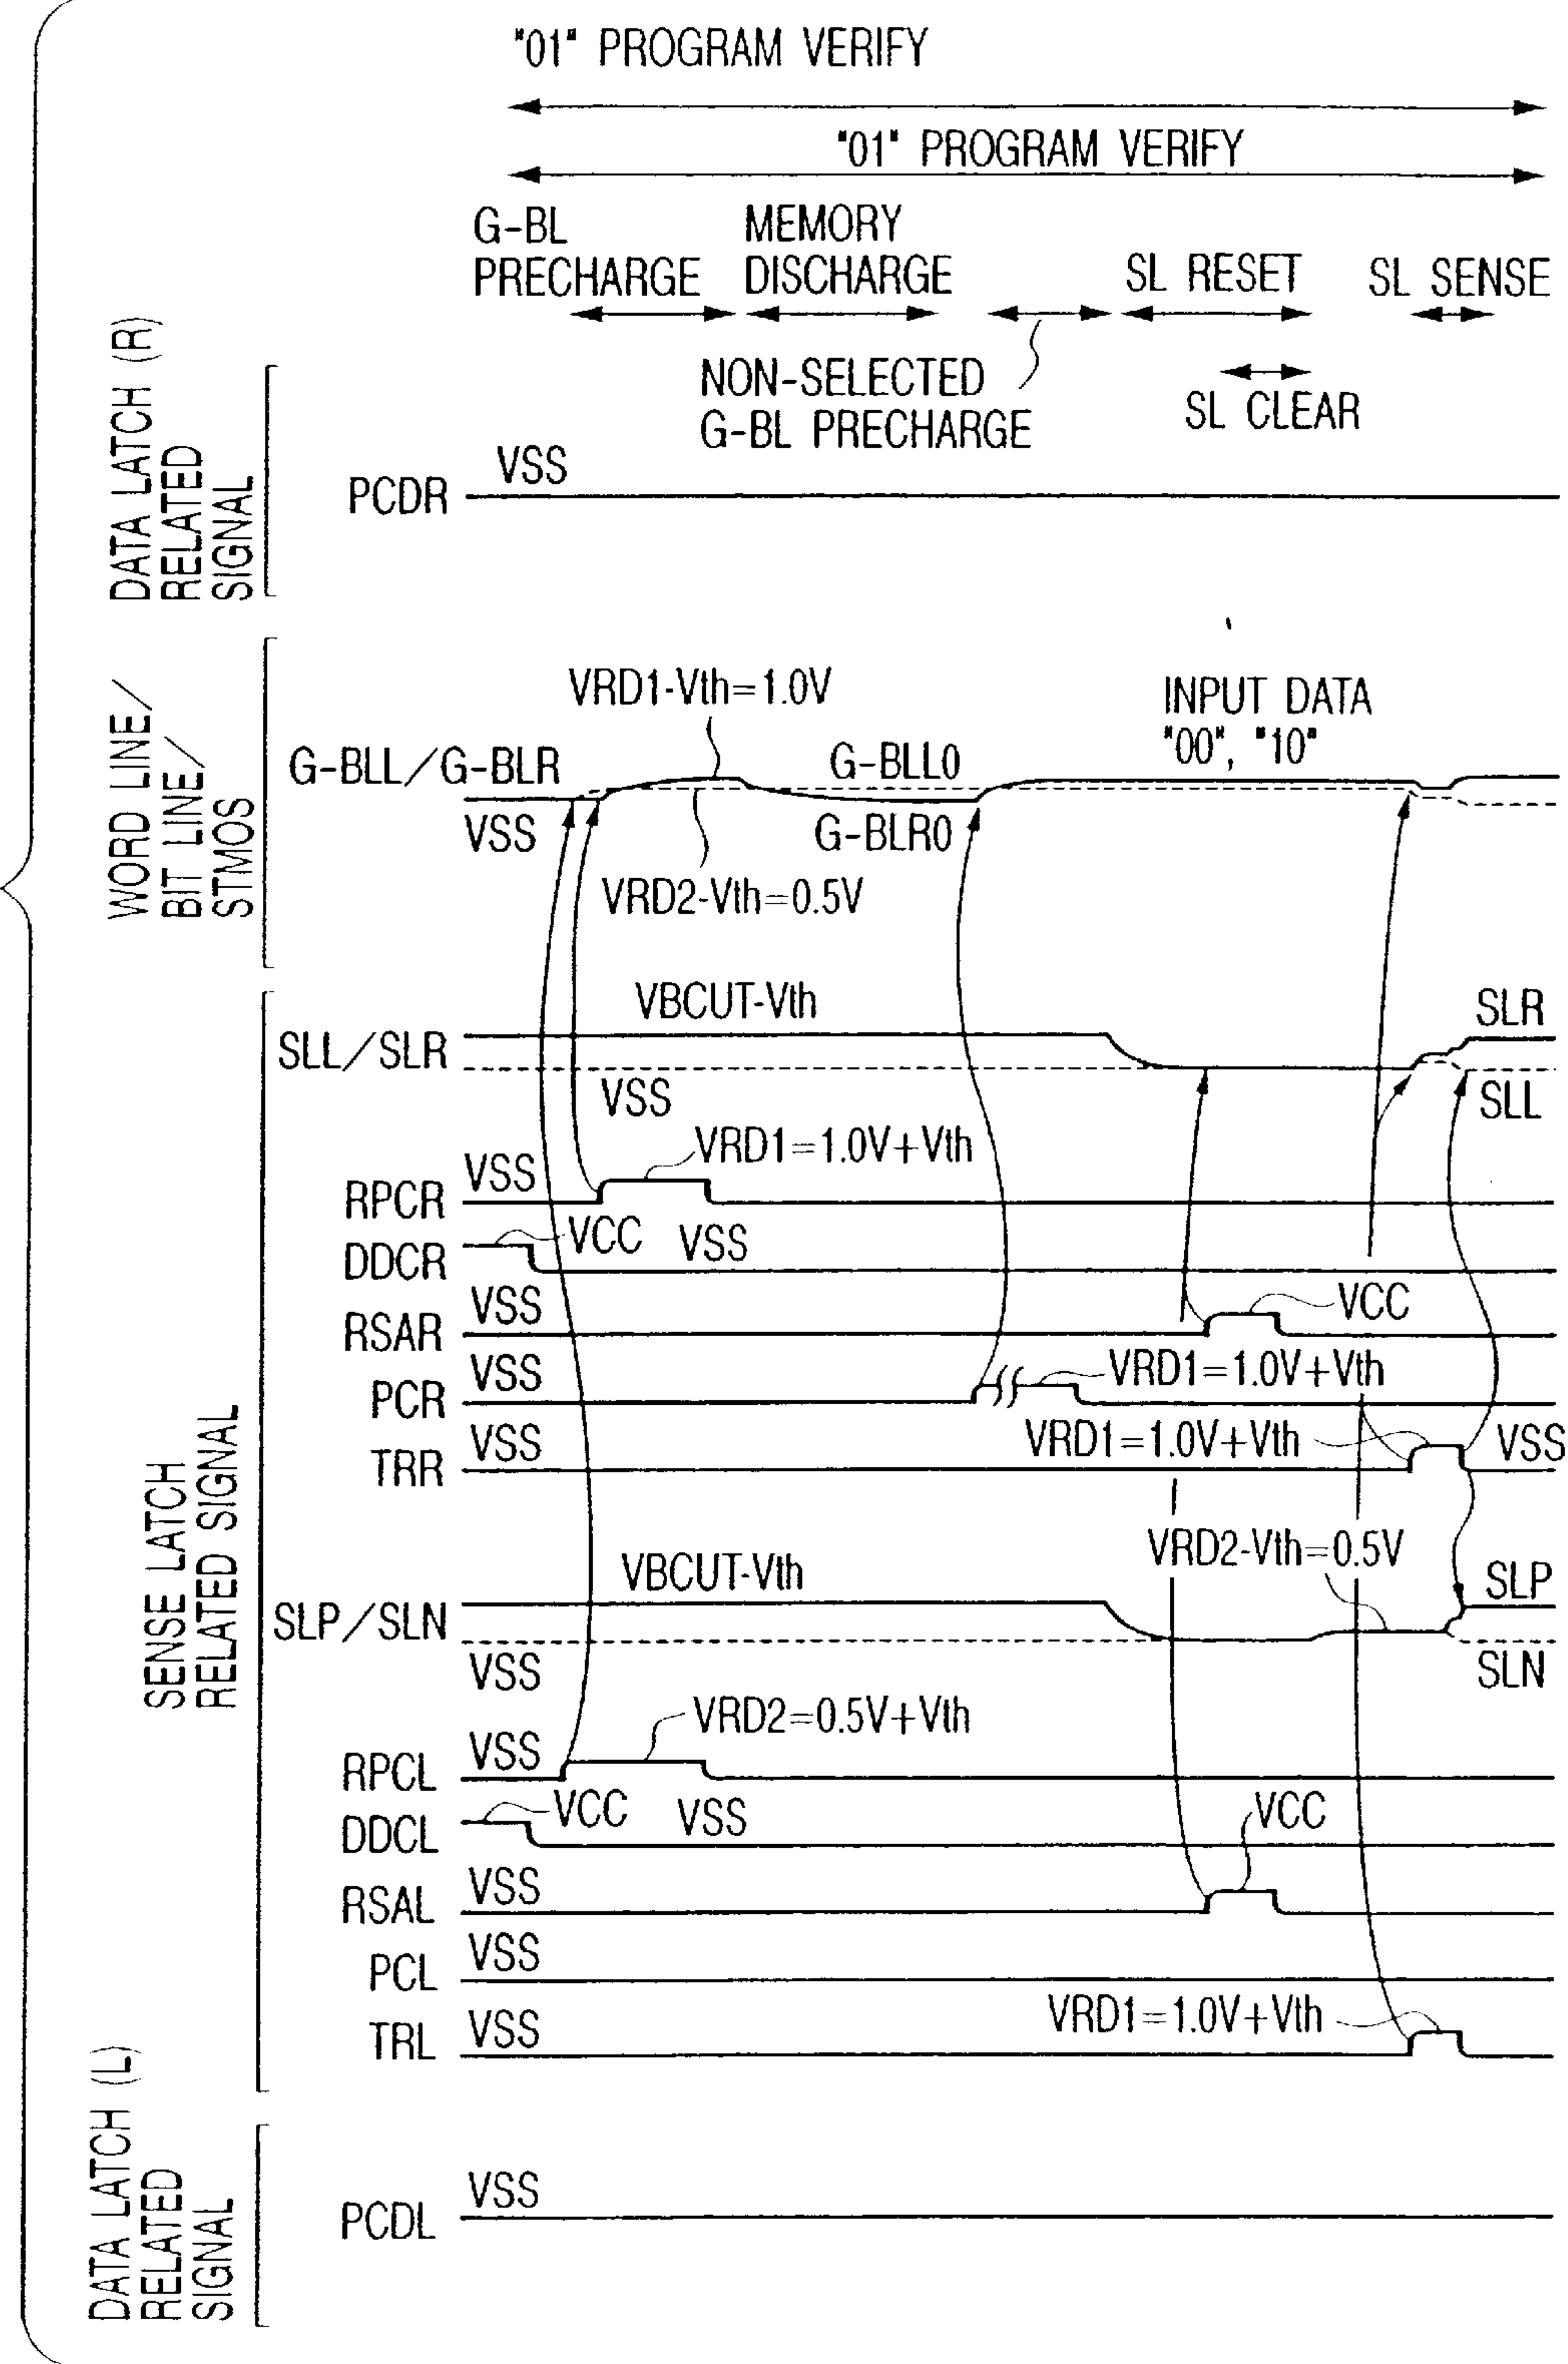 "01" PROGRAM VERIFY
"01" PROGRAM VERIFY
G-BL
PRECHARGE
MEMORY
DISCHARGE
SL RESET
SL SENSE
NON-SELECTED
G-BL PRECHARGE
SL CLEAR
DATA LATCH (R)
RELATED
SIGNAL
PCDR
VSS
WORD LINE/
BIT LINE/
STMOS
VRD1-Vth=1.0V
INPUT DATA
"00", "10"
G-BLL/G-BLR
G-BLL0
VSS
G-BLR0
VRD2-Vth=0.5V
SENSE LATCH
RELATED SIGNAL
VBCUT-Vth
SLR
SLL/SLR
VSS
SLL
VRD1=1.0V+Vth
RPCR
VSS
DDCR
VCC
VSS
RSAR
VSS
VCC
PCR
VSS
VRD1=1.0V+Vth
TRR
VSS
VRD1=1.0V+Vth
VSS
VRD2-Vth=0.5V
VBCUT-Vth
SLP
SLP/SLN
VSS
SLN
VRD2=0.5V+Vth
RPCL
VSS
DDCL
VCC
VSS
VCC
RSAL
VSS
PCL
VSS
VRD1=1.0V+Vth
TRL
VSS
DATA LATCH (L)
RELATED
SIGNAL
PCDL
VSS